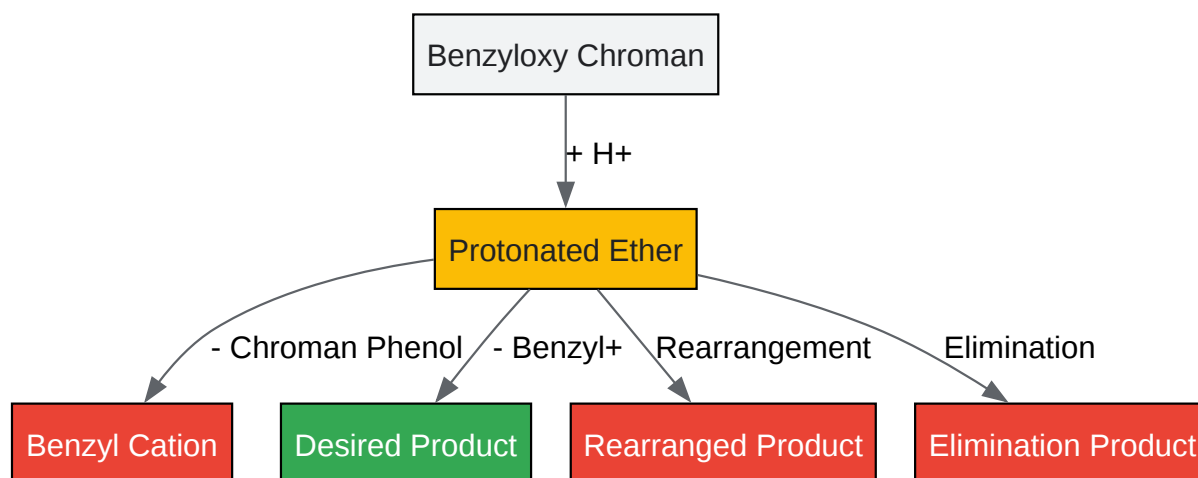 Benzyloxy Chroman
+ H+
Protonated Ether
- Chroman Phenol
- Benzyl+
Rearrangement
Elimination
Benzyl Cation
Desired Product
Rearranged Product
Elimination Product